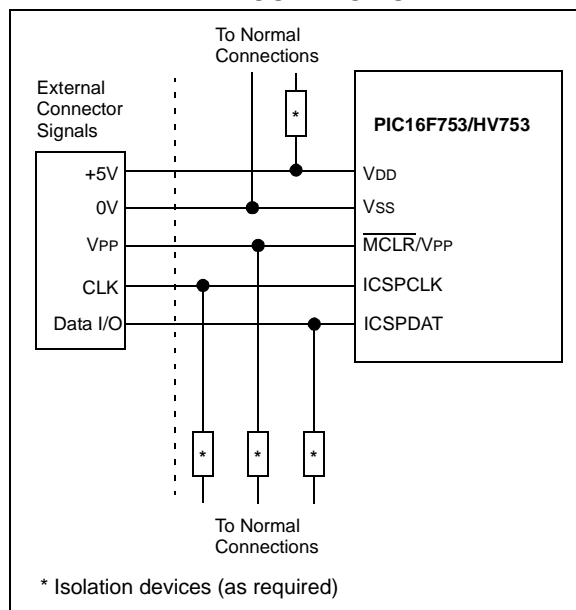 To Normal
Connections
*
External
Connector
Signals
PIC16F753/HV753
+5V
VDD
0V
VSS
VPP
MCLR/VPP
CLK
ICSPCLK
Data I/O
ICSPDAT
* * *
To Normal
Connections
* Isolation devices (as required)